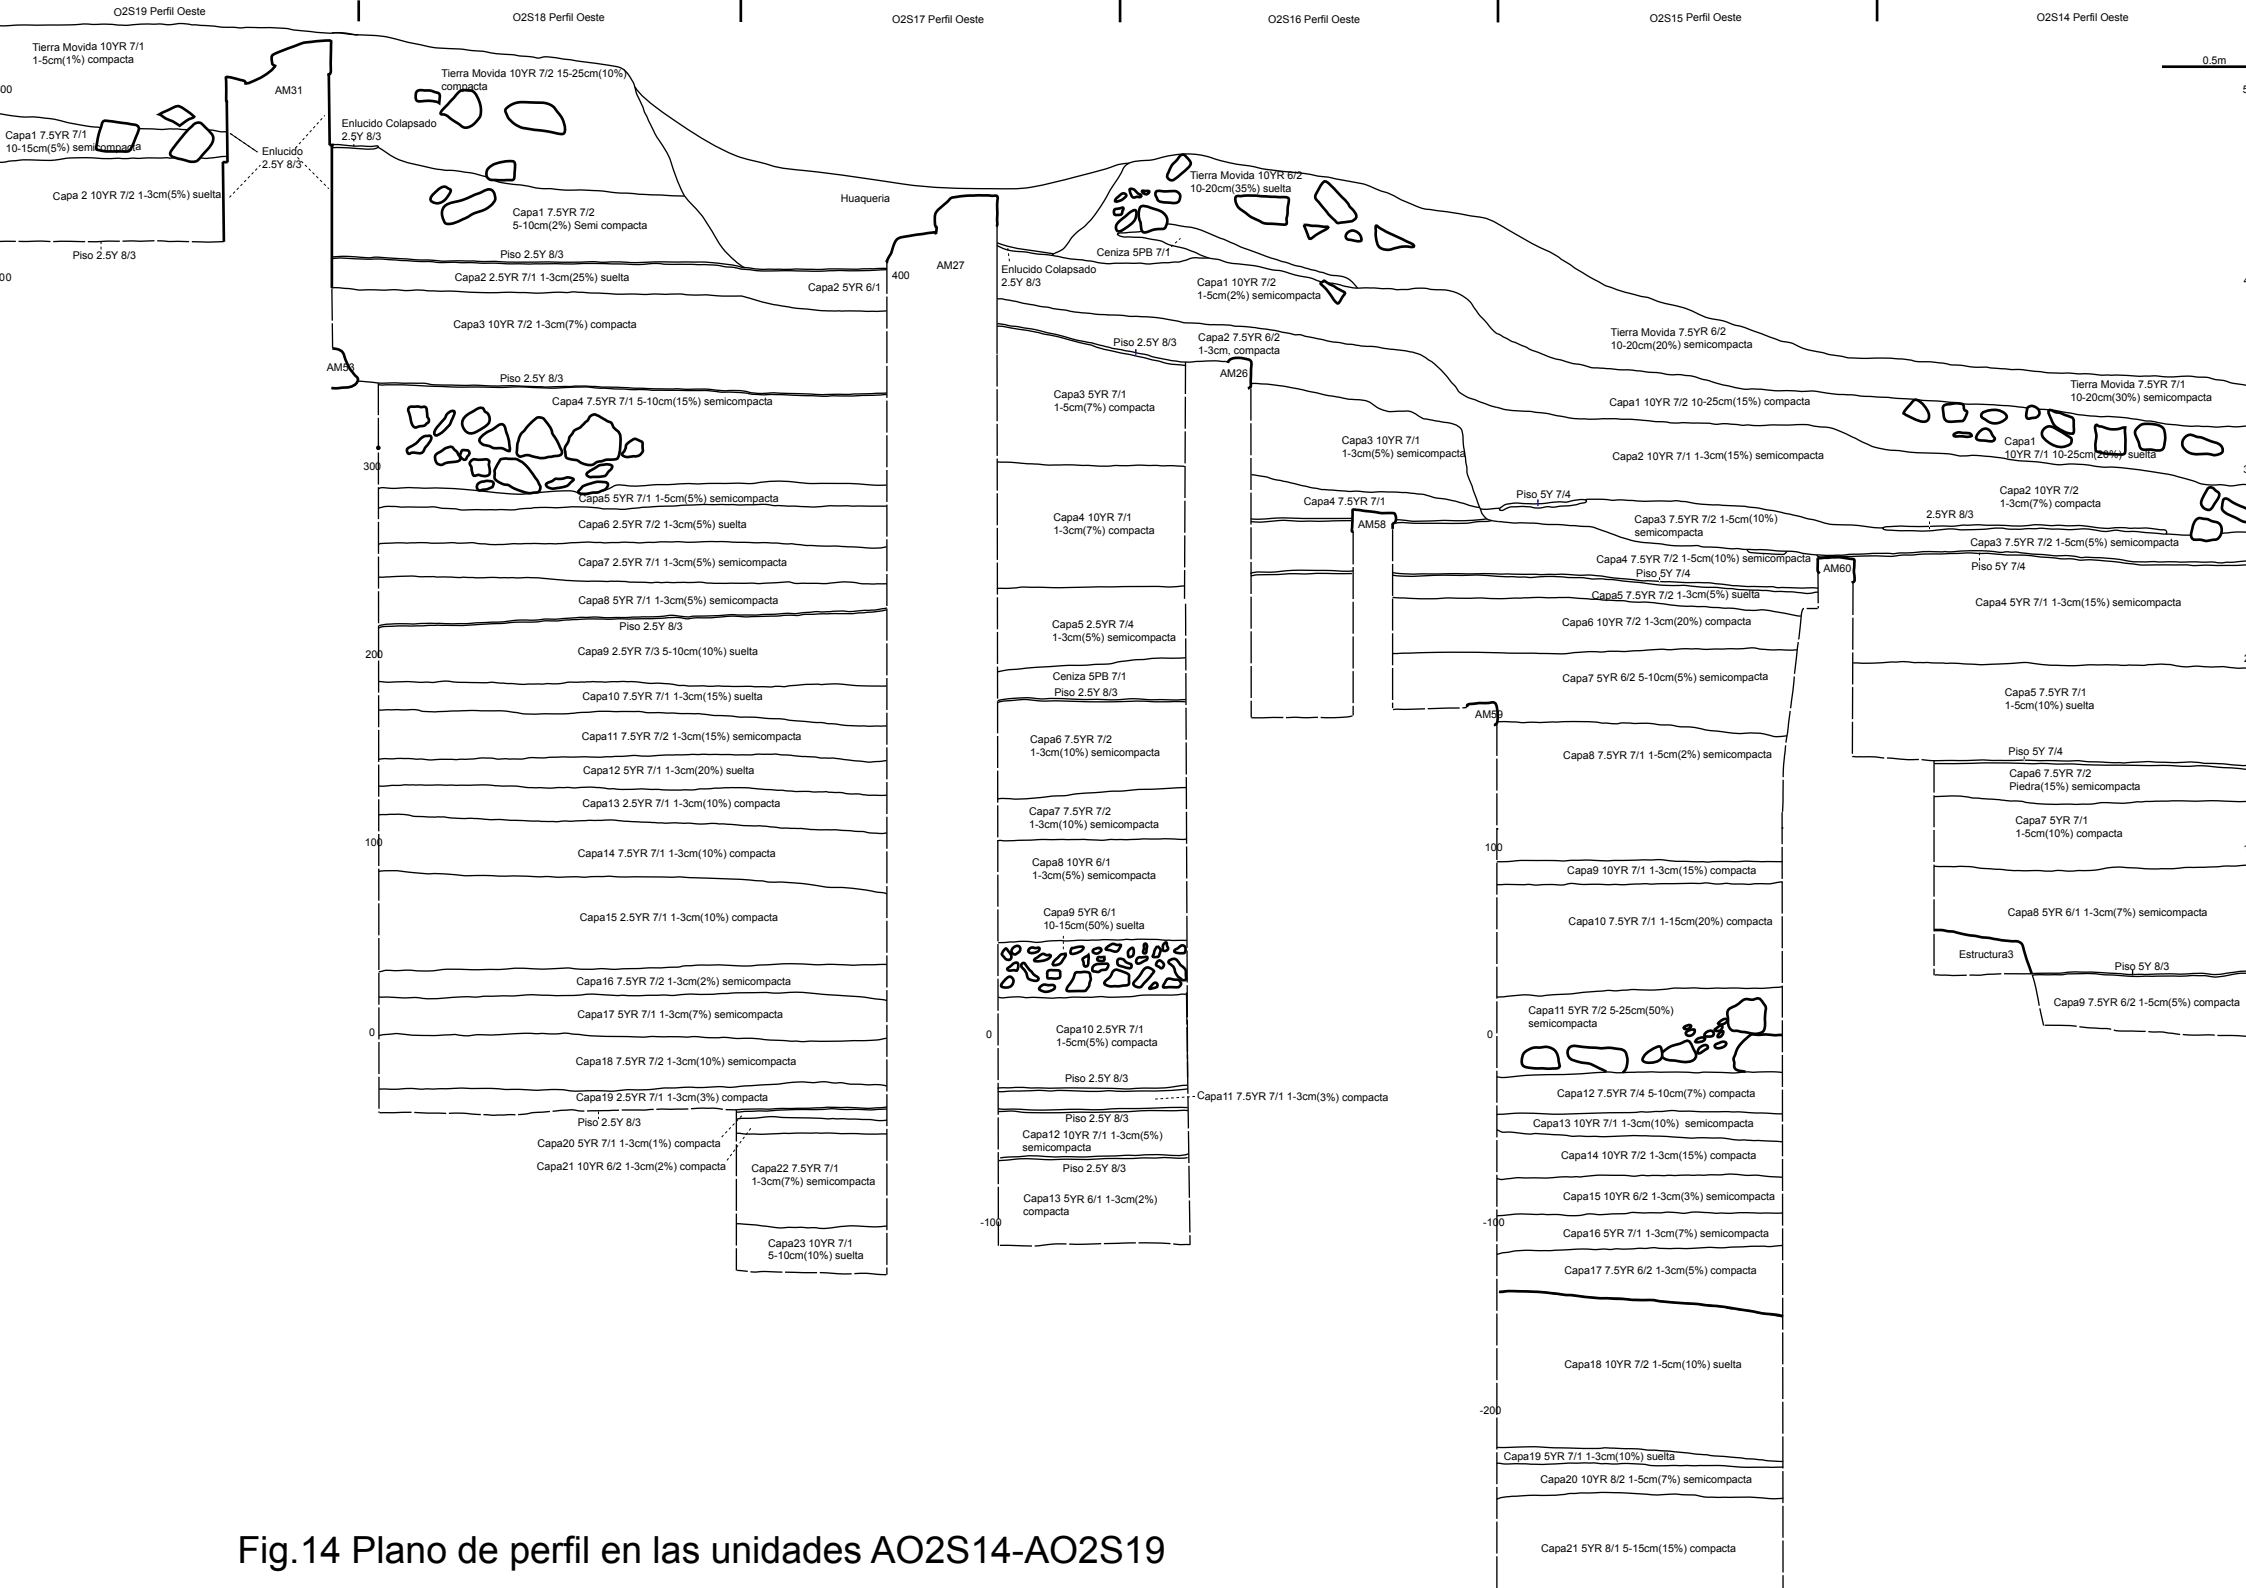 O2S19 Perfil Oeste
O2S18 Perfil Oeste
O2S17 Perfil Oeste
O2S16 Perfil Oeste
O2S15 Perfil Oeste
O2S14 Perfil Oeste
0.5m
Tierra Movida 10YR 7/1
1-5cm(1%) compacta
00
AM31
Capa1 7.5YR 7/1
10-15cm(5%) semicompacta
Enlucido
2.5Y 8/3
Capa 2 10YR 7/2 1-3cm(5%) suelta
Piso 2.5Y 8/3
00
Tierra Movida 10YR 7/2 15-25cm(10%)
compacta
Enlucido Colapsado
2.5Y 8/3
Capa1 7.5YR 7/2
5-10cm(2%) Semi compacta
Piso 2.5Y 8/3
Capa2 2.5YR 7/1 1-3cm(25%) suelta
Capa2 5YR 6/1
Capa3 10YR 7/2 1-3cm(7%) compacta
AM53
Piso 2.5Y 8/3
Capa4 7.5YR 7/1 5-10cm(15%) semicompacta
300
Capa5 5YR 7/1 1-5cm(5%) semicompacta
Capa6 2.5YR 7/2 1-3cm(5%) suelta
Capa7 2.5YR 7/1 1-3cm(5%) semicompacta
Capa8 5YR 7/1 1-3cm(5%) semicompacta
Piso 2.5Y 8/3
200
Capa9 2.5YR 7/3 5-10cm(10%) suelta
Capa10 7.5YR 7/1 1-3cm(15%) suelta
Capa11 7.5YR 7/2 1-3cm(15%) semicompacta
Capa12 5YR 7/1 1-3cm(20%) suelta
Capa13 2.5YR 7/1 1-3cm(10%) compacta
100
Capa14 7.5YR 7/1 1-3cm(10%) compacta
Capa15 2.5YR 7/1 1-3cm(10%) compacta
Capa16 7.5YR 7/2 1-3cm(2%) semicompacta
Capa17 5YR 7/1 1-3cm(7%) semicompacta
0
Capa18 7.5YR 7/2 1-3cm(10%) semicompacta
Capa19 2.5YR 7/1 1-3cm(3%) compacta
Piso 2.5Y 8/3
Capa20 5YR 7/1 1-3cm(1%) compacta
Capa21 10YR 6/2 1-3cm(2%) compacta
Capa22 7.5YR 7/1
1-3cm(7%) semicompacta
Capa23 10YR 7/1
5-10cm(10%) suelta
Huaqueria
400
AM27
Enlucido Colapsado
2.5Y 8/3
Ceniza 5PB 7/1
Tierra Movida 10YR 6/2
10-20cm(35%) suelta
Capa1 10YR 7/2
1-5cm(2%) semicompacta
Piso 2.5Y 8/3
Capa2 7.5YR 6/2
1-3cm, compacta
AM26
Capa3 5YR 7/1
1-5cm(7%) compacta
Capa4 10YR 7/1
1-3cm(7%) compacta
Capa5 2.5YR 7/4
1-3cm(5%) semicompacta
Ceniza 5PB 7/1
Piso 2.5Y 8/3
Capa6 7.5YR 7/2
1-3cm(10%) semicompacta
Capa7 7.5YR 7/2
1-3cm(10%) semicompacta
Capa8 10YR 6/1
1-3cm(5%) semicompacta
Capa9 5YR 6/1
10-15cm(50%) suelta
0
Capa10 2.5YR 7/1
1-5cm(5%) compacta
Piso 2.5Y 8/3
Capa11 7.5YR 7/1 1-3cm(3%) compacta
Piso 2.5Y 8/3
Capa12 10YR 7/1 1-3cm(5%)
semicompacta
Piso 2.5Y 8/3
Capa13 5YR 6/1 1-3cm(2%)
compacta
-100
Capa3 10YR 7/1
1-3cm(5%) semicompacta
Capa4 7.5YR 7/1
AM58
Tierra Movida 7.5YR 6/2
10-20cm(20%) semicompacta
Capa1 10YR 7/2 10-25cm(15%) compacta
Capa2 10YR 7/1 1-3cm(15%) semicompacta
Piso 5Y 7/4
Capa3 7.5YR 7/2 1-5cm(10%)
semicompacta
Capa4 7.5YR 7/2 1-5cm(10%) semicompacta
Piso 5Y 7/4
Capa5 7.5YR 7/2 1-3cm(5%) suelta
Capa6 10YR 7/2 1-3cm(20%) compacta
Capa7 5YR 6/2 5-10cm(5%) semicompacta
AM59
Capa8 7.5YR 7/1 1-5cm(2%) semicompacta
100
Capa9 10YR 7/1 1-3cm(15%) compacta
Capa10 7.5YR 7/1 1-15cm(20%) compacta
Capa11 5YR 7/2 5-25cm(50%)
semicompacta
0
Capa12 7.5YR 7/4 5-10cm(7%) compacta
Capa13 10YR 7/1 1-3cm(10%) semicompacta
Capa14 10YR 7/2 1-3cm(15%) compacta
Capa15 10YR 6/2 1-3cm(3%) semicompacta
-100
Capa16 5YR 7/1 1-3cm(7%) semicompacta
Capa17 7.5YR 6/2 1-3cm(5%) compacta
Capa18 10YR 7/2 1-5cm(10%) suelta
-200
Capa19 5YR 7/1 1-3cm(10%) suelta
Capa20 10YR 8/2 1-5cm(7%) semicompacta
Capa21 5YR 8/1 5-15cm(15%) compacta
Tierra Movida 7.5YR 7/1
10-20cm(30%) semicompacta
Capa1
10YR 7/1 10-25cm(20%) suelta
Capa2 10YR 7/2
1-3cm(7%) compacta
2.5YR 8/3
Capa3 7.5YR 7/2 1-5cm(5%) semicompacta
AM60
Piso 5Y 7/4
Capa4 5YR 7/1 1-3cm(15%) semicompacta
Capa5 7.5YR 7/1
1-5cm(10%) suelta
Piso 5Y 7/4
Capa6 7.5YR 7/2
Piedra(15%) semicompacta
Capa7 5YR 7/1
1-5cm(10%) compacta
Capa8 5YR 6/1 1-3cm(7%) semicompacta
Estructura3
Piso 5Y 8/3
Capa9 7.5YR 6/2 1-5cm(5%) compacta
Fig.14 Plano de perfil en las unidades AO2S14-AO2S19